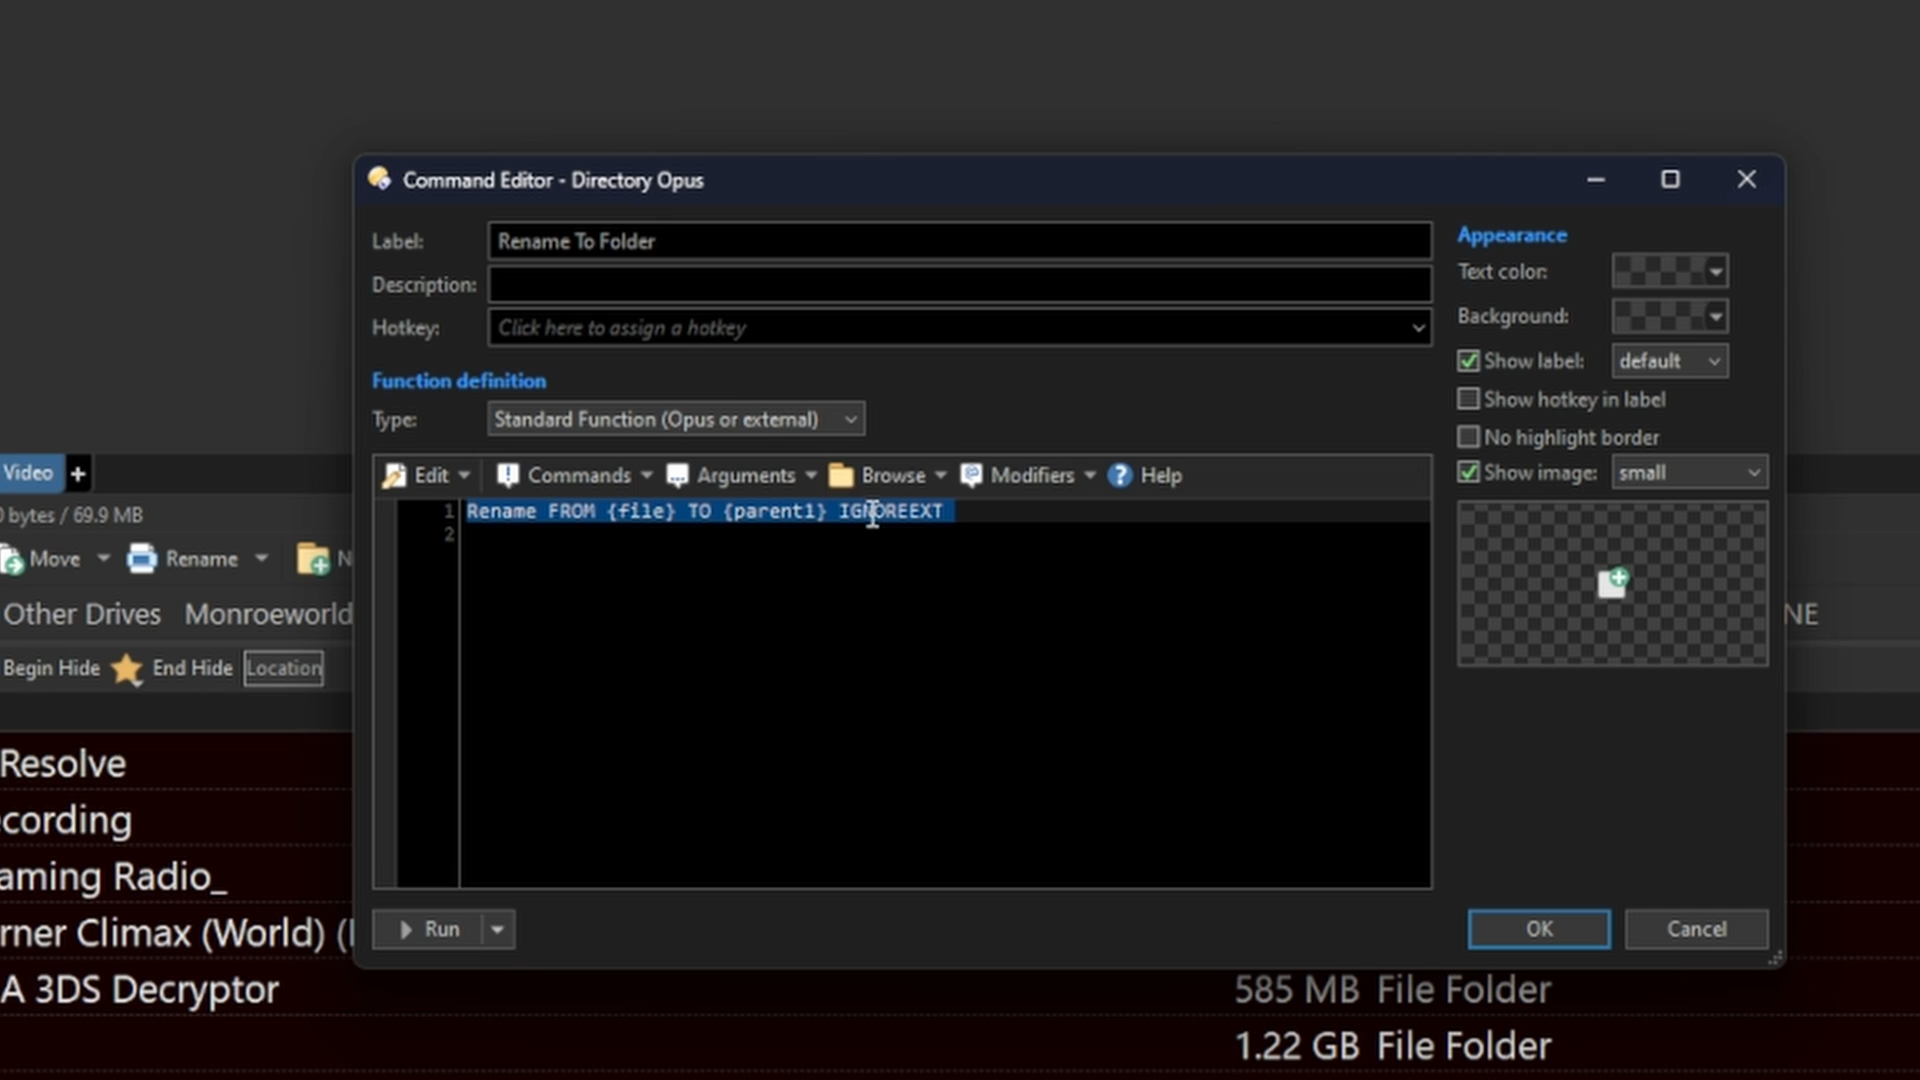 Command Editor - Directory Opus
Label: Rename To Folder
Description:
Hotkey: Click here to assign a hotkey
Function definition
Type: Standard Function (Opus or external)
Edit Commands Arguments Browse Modifiers Help
1 Rename FROM {file} TO {parent1} IGNOREEXT
2
Run
Appearance
Text color:
Background:
Show label: default
Show hotkey in label
No highlight border
Show image: small
OK Cancel
Video +
0 bytes / 69.9 MB
Move Rename N
Other Drives Monroeworld NE
Begin Hide End Hide Location
Resolve
ecording
aming Radio_
rner Climax (World) (
A 3DS Decryptor 585 MB File Folder
1.22 GB File Folder